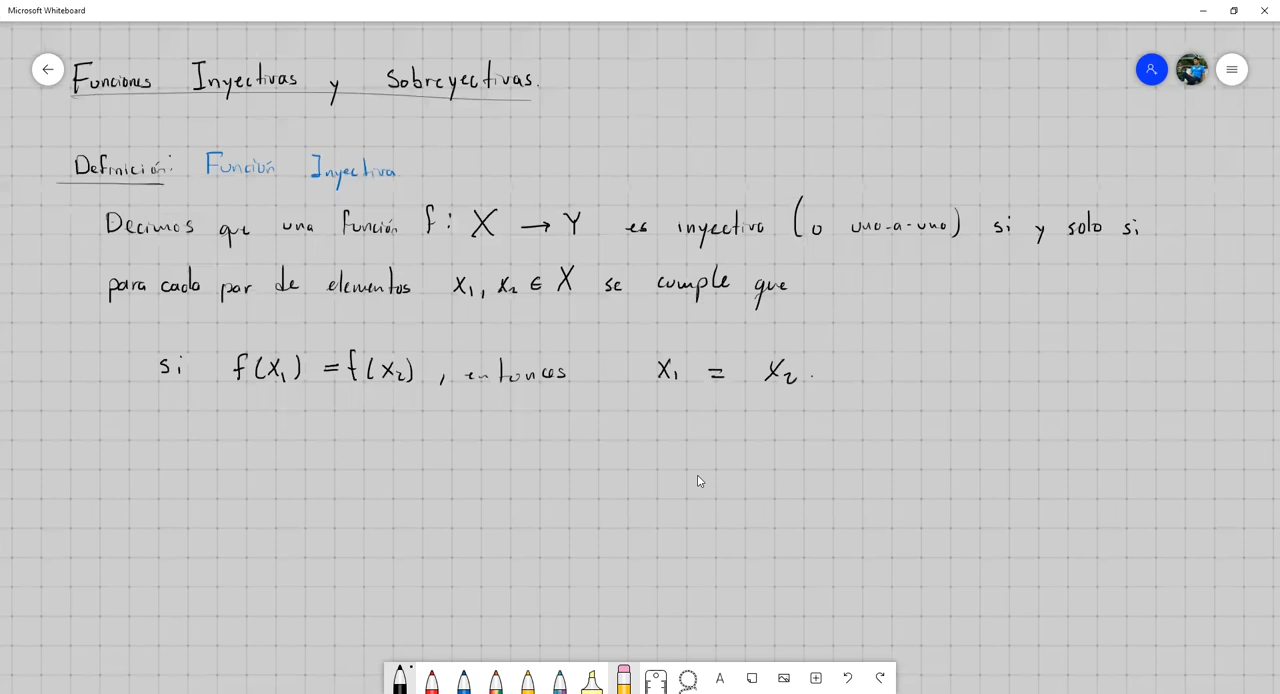 Microsoft Whiteboard
Funciones Inyectivas y Sobreyectivas.
Definición: Función Inyectiva
Decimos que una función f: X → Y es inyectiva (o uno-a-uno) si y solo si
para cada par de elementos x₁, x₂ ∈ X se cumple que
si f(x₁) = f(x₂), entonces x₁ = x₂.